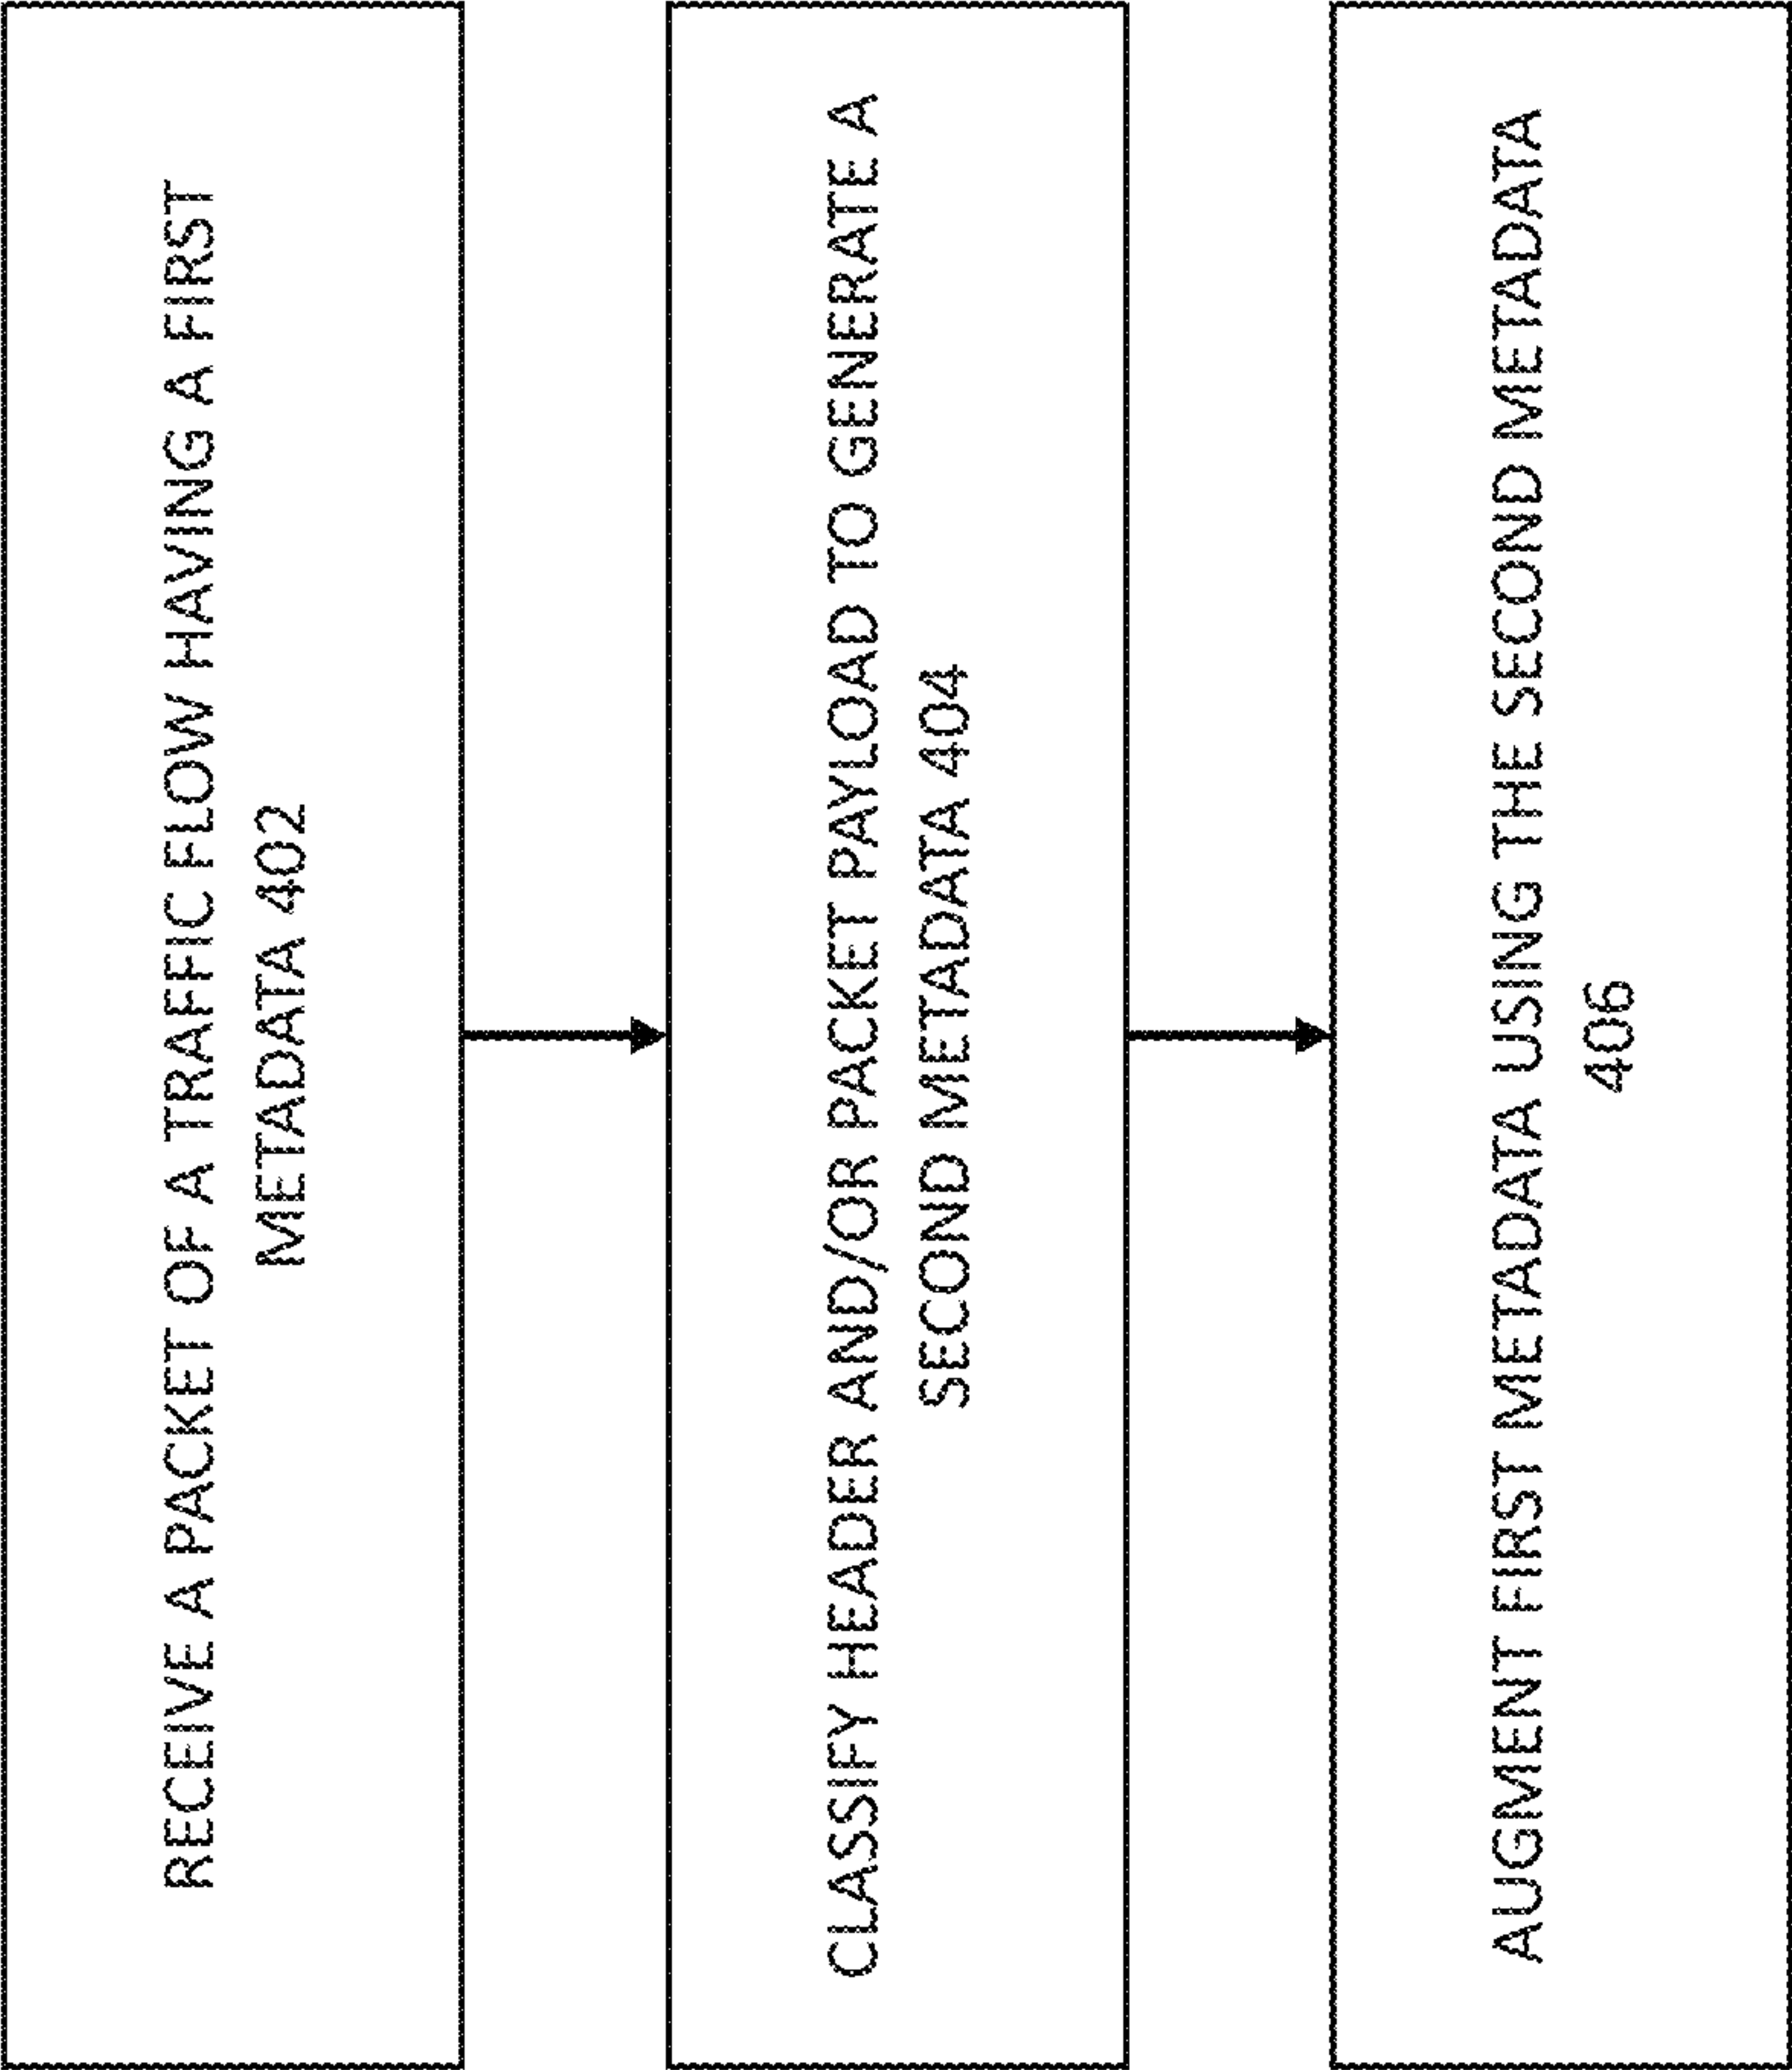 RECEIVE A PACKET OF A TRAFFIC FLOW HAVING A FIRST
METADATA 402
CLASSIFY HEADER AND/OR PACKET PAYLOAD TO GENERATE A
SECOND METADATA 404
AUGMENT FIRST METADATA USING THE SECOND METADATA
406